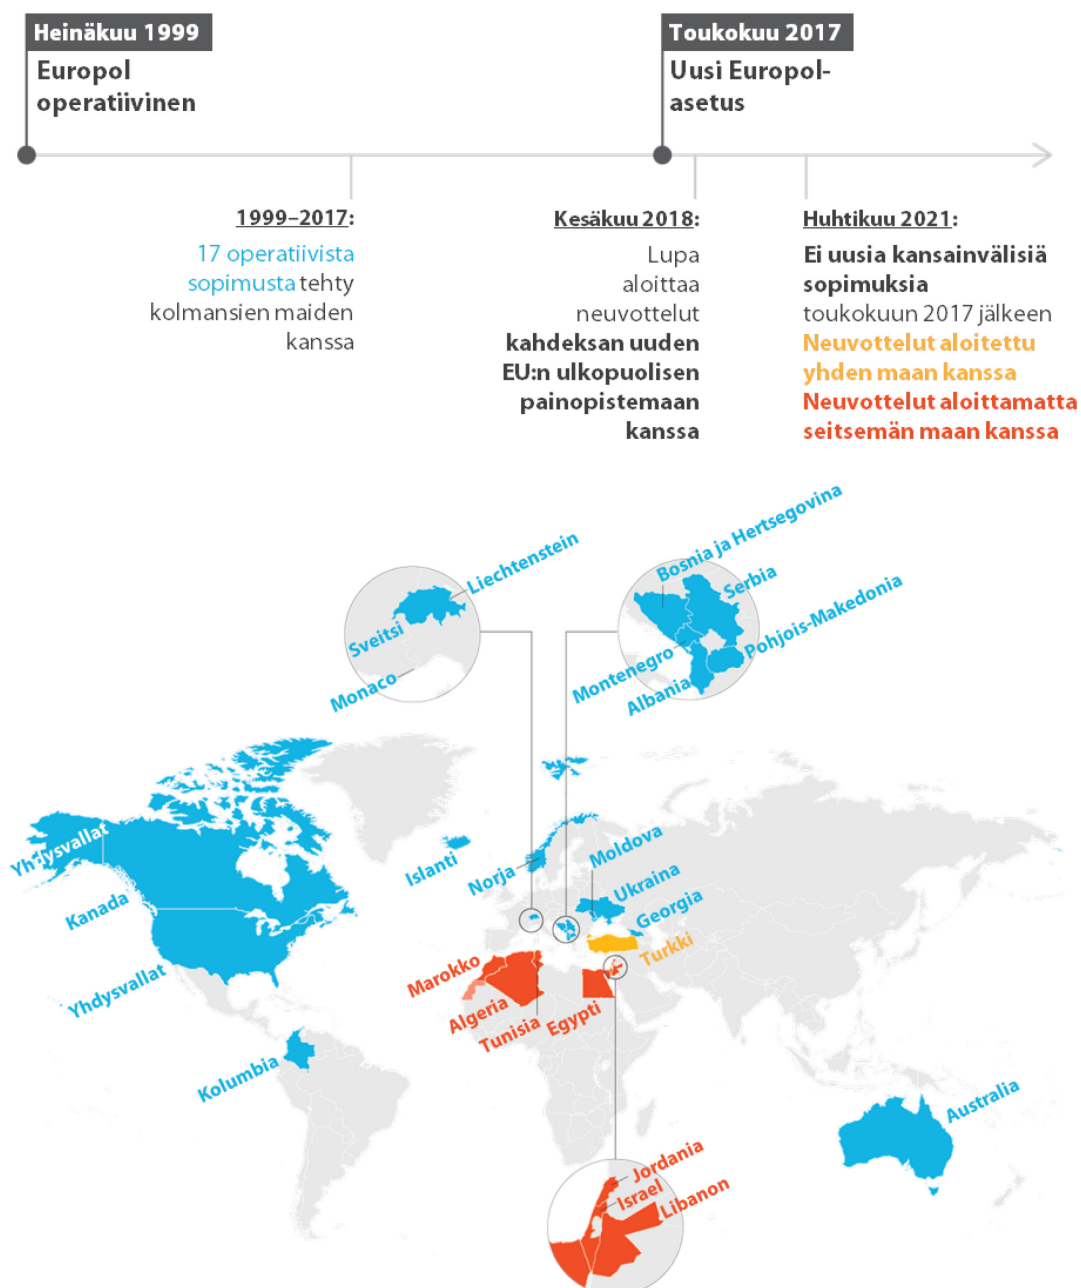 Heinäkuu 1999
Europol
operatiivinen
Toukokuu 2017
Uusi Europol-
asetus
1999–2017:
17 operatiivista
sopimusta tehty
kolmansien maiden
kanssa
Kesäkuu 2018:
Lupa
aloittaa
neuvottelut
kahdeksan uuden
EU:n ulkopuolisen
painopistemaan
kanssa
Huhtikuu 2021:
Ei uusia kansainvälisiä
sopimuksia
toukokuun 2017 jälkeen
Neuvottelut aloitettu
yhden maan kanssa
Neuvottelut aloittamatta
seitsemän maan kanssa
Liechtenstein
Sveitsi
Monaco
Bosnia ja Hertsegovina
Serbia
Pohjois-Makedonia
Montenegro
Albania
Yhdysvallat
Kanada
Yhdysvallat
Islanti
Norja
Moldova
Ukraina
Georgia
Turkki
Marokko
Algeria
Tunisia
Egypti
Kolumbia
Australia
Jordania
Israel
Libanon